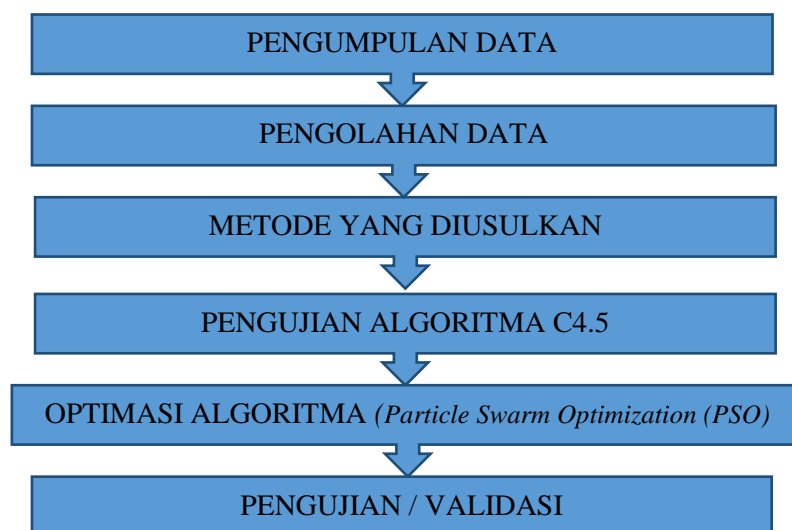 PENGUMPULAN DATA
PENGOLAHAN DATA
METODE YANG DIUSULKAN
PENGUJIAN ALGORITMA C4.5
OPTIMASI ALGORITMA (Particle Swarm Optimization (PSO)
PENGUJIAN / VALIDASI